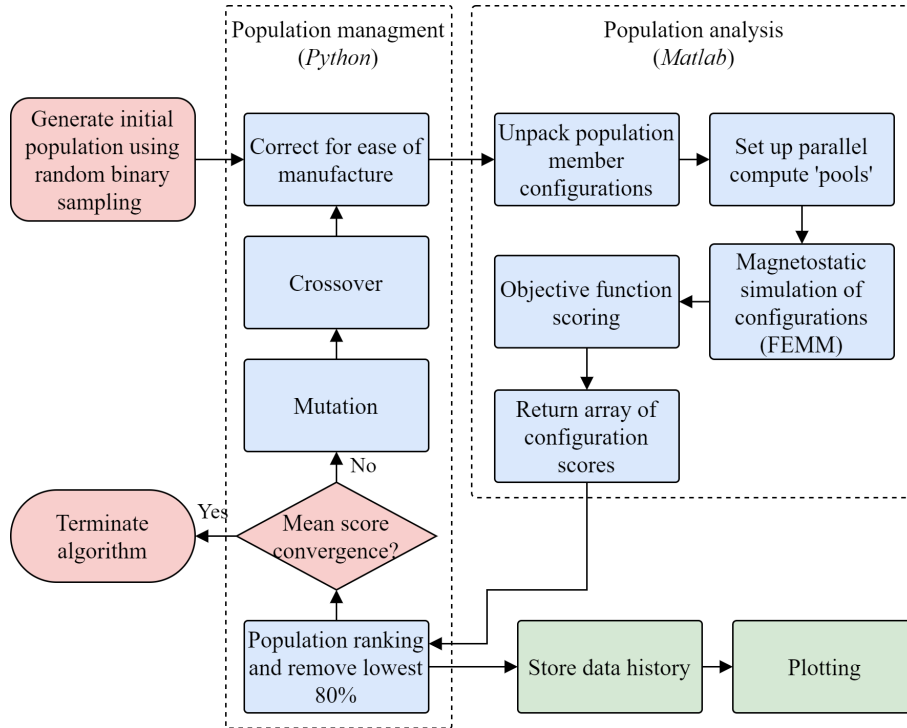 Population managment
(Python)
Population analysis
(Matlab)
Generate initial
population using
random binary
sampling
Correct for ease of
manufacture
Unpack population
member
configurations
Set up parallel
compute 'pools'
Crossover
Objective function
scoring
Magnetostatic
simulation of
configurations
(FEMM)
Mutation
Return array of
configuration
scores
No
Yes
Terminate
algorithm
Mean score
convergence?
Population ranking
and remove lowest
80%
Store data history
Plotting